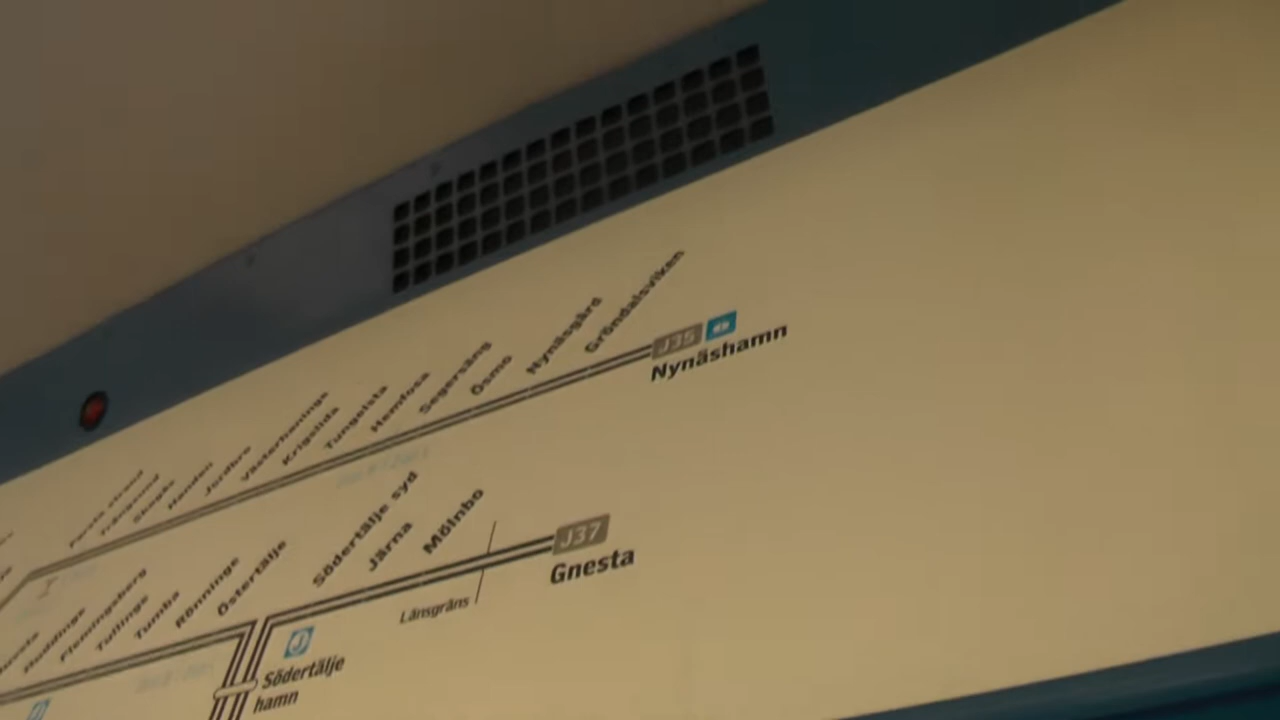 Gröndalsviken
Nynäsgård
Ösmo
Segersäng
Hemfosa
Tungelsta
Krigslida
Västerhaninge
Jordbro
Handen
J35
Nynäshamn
Mölnbo
Järna
Södertälje syd
Östertälje
Rönninge
Tumba
Tullinge
Flemingsberg
Huddinge
J37
Gnesta
Länsgräns
J
Södertälje
hamn